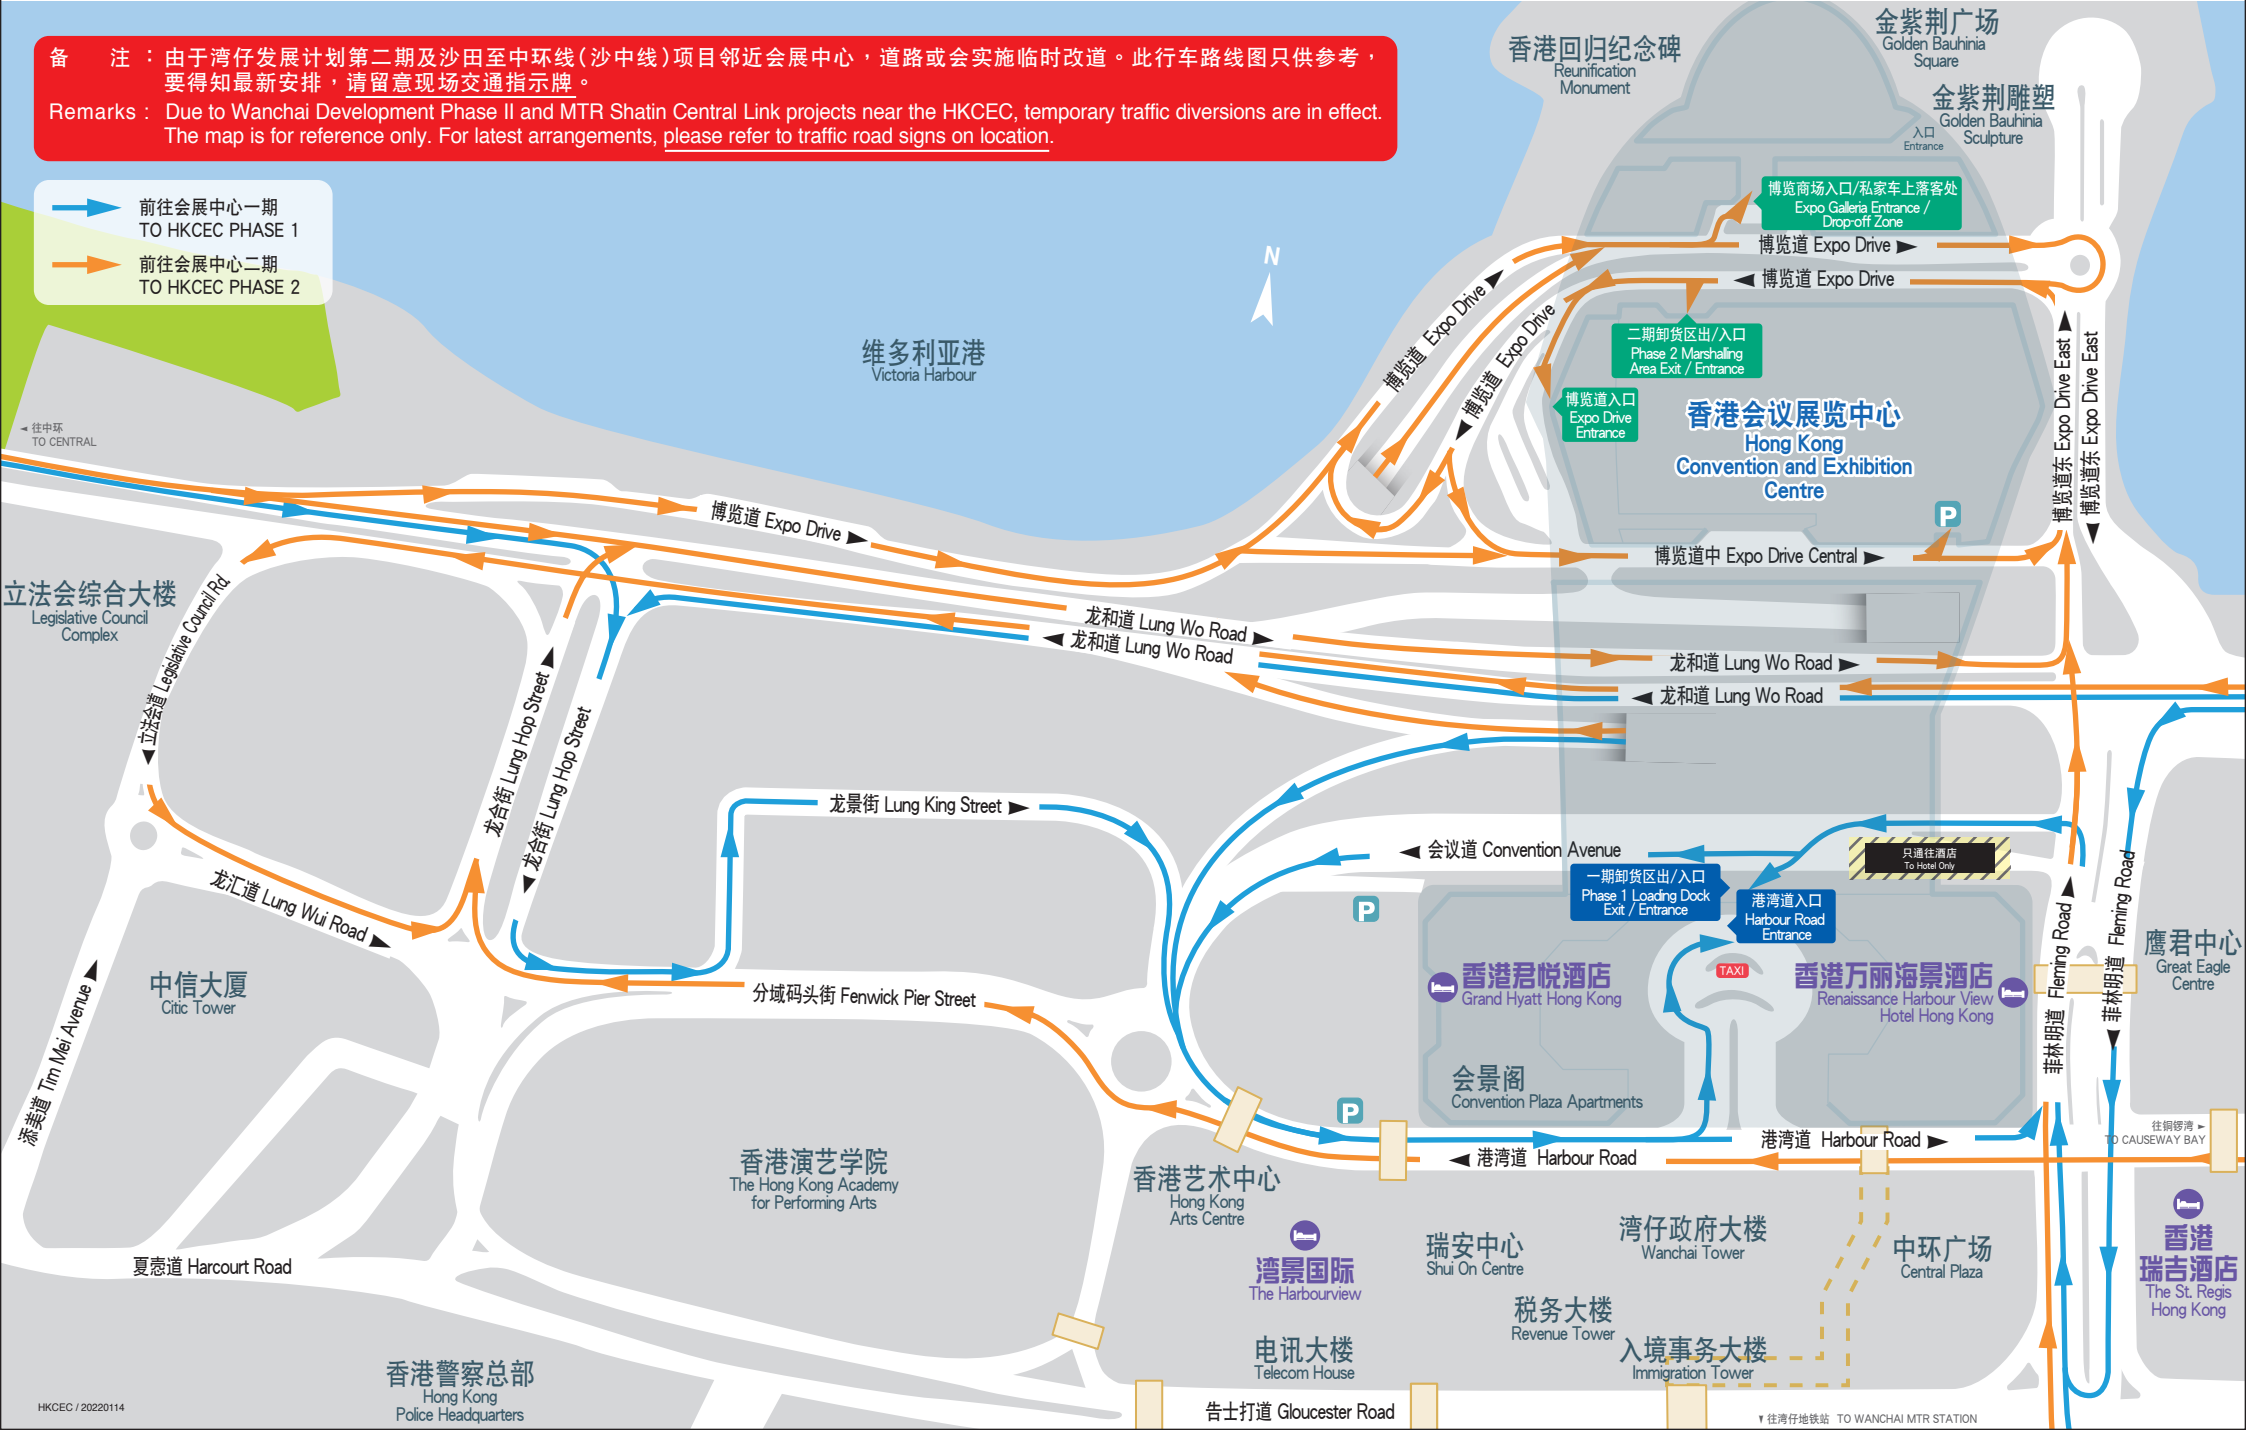 备　　注：由于湾仔发展计划第二期及沙田至中环线(沙中线)项目邻近会展中心，道路或会实施临时改道。此行车路线图只供参考，
要得知最新安排，请留意现场交通指示牌。
Remarks : Due to Wanchai Development Phase II and MTR Shatin Central Link projects near the HKCEC, temporary traffic diversions are in effect.
The map is for reference only. For latest arrangements, please refer to traffic road signs on location.
前往会展中心一期
TO HKCEC PHASE 1
前往会展中心二期
TO HKCEC PHASE 2
香港回归纪念碑
Reunification
Monument
金紫荆广场
Golden Bauhinia
Square
金紫荆雕塑
Golden Bauhinia
Sculpture
入口
Entrance
博览商场入口/私家车上落客处
Expo Galleria Entrance /
Drop-off Zone
博览道 Expo Drive ►
◄ 博览道 Expo Drive
N
维多利亚港
Victoria Harbour
博览道 Expo Drive ►
◄ 博览道 Expo Drive
二期卸货区出/入口
Phase 2 Marshalling
Area Exit / Entrance
博览道入口
Expo Drive
Entrance
香港会议展览中心
Hong Kong
Convention and Exhibition
Centre
博览道东 Expo Drive East ►
◄ 博览道东 Expo Drive East
◄ 往中环
TO CENTRAL
博览道 Expo Drive ►
P
博览道中 Expo Drive Central ►
立法会综合大楼
Legislative Council
Complex
◄ 立法会道 Legislative Council Rd.
龙和道 Lung Wo Road ►
◄ 龙和道 Lung Wo Road
龙和道 Lung Wo Road ►
◄ 龙和道 Lung Wo Road
龙合街 Lung Hop Street ►
◄ 龙合街 Lung Hop Street
龙景街 Lung King Street ►
◄ 会议道 Convention Avenue
只通往酒店
To Hotel Only
一期卸货区出/入口
Phase 1 Loading Dock
Exit / Entrance
港湾道入口
Harbour Road
Entrance
P
TAXI
龙汇道 Lung Wui Road ►
中信大厦
Citic Tower
添美道 Tim Mei Avenue ►
分域码头街 Fenwick Pier Street
香港君悦酒店
Grand Hyatt Hong Kong
香港万丽海景酒店
Renaissance Harbour View
Hotel Hong Kong
菲林明道 Fleming Road ►
菲林明道 Fleming Road ►
鹰君中心
Great Eagle
Centre
会景阁
Convention Plaza Apartments
P
港湾道 Harbour Road ►
◄ 港湾道 Harbour Road
往铜锣湾 ►
TO CAUSEWAY BAY
香港演艺学院
The Hong Kong Academy
for Performing Arts
香港艺术中心
Hong Kong
Arts Centre
湾景国际
The Harbourview
瑞安中心
Shui On Centre
湾仔政府大楼
Wanchai Tower
中环广场
Central Plaza
香港
瑞吉酒店
The St. Regis
Hong Kong
夏悫道 Harcourt Road
税务大楼
Revenue Tower
电讯大楼
Telecom House
入境事务大楼
Immigration Tower
香港警察总部
Hong Kong
Police Headquarters
告士打道 Gloucester Road
▼ 往湾仔地铁站 TO WANCHAI MTR STATION
HKCEC / 20220114